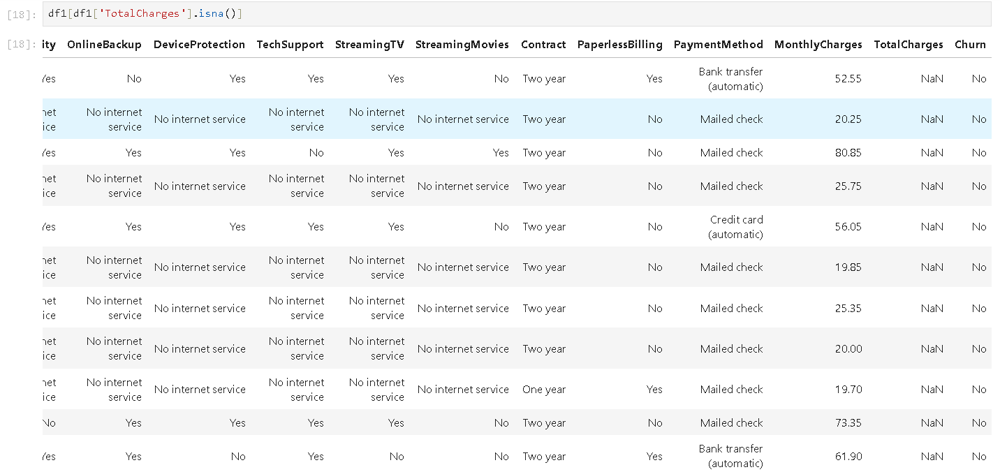 [18]: df1[df1['TotalCharges'].isna()]
[18]: ity OnlineBackup DeviceProtection TechSupport StreamingTV StreamingMovies Contract PaperlessBilling PaymentMethod MonthlyCharges TotalCharges Churn
Yes No Yes Yes Yes No Two year Yes Bank transfer (automatic) 52.55 NaN No
net ice No internet service No internet service No internet service No internet service No internet service Two year No Mailed check 20.25 NaN No
Yes Yes Yes No Yes Yes Two year No Mailed check 80.85 NaN No
net ice No internet service No internet service No internet service No internet service No internet service Two year No Mailed check 25.75 NaN No
Yes Yes Yes Yes Yes No Two year No Credit card (automatic) 56.05 NaN No
net ice No internet service No internet service No internet service No internet service No internet service Two year No Mailed check 19.85 NaN No
net ice No internet service No internet service No internet service No internet service No internet service Two year No Mailed check 25.35 NaN No
net ice No internet service No internet service No internet service No internet service No internet service Two year No Mailed check 20.00 NaN No
net ice No internet service No internet service No internet service No internet service No internet service One year Yes Mailed check 19.70 NaN No
No Yes Yes Yes Yes No Two year No Mailed check 73.35 NaN No
Yes Yes No Yes No No Two year Yes Bank transfer (automatic) 61.90 NaN No